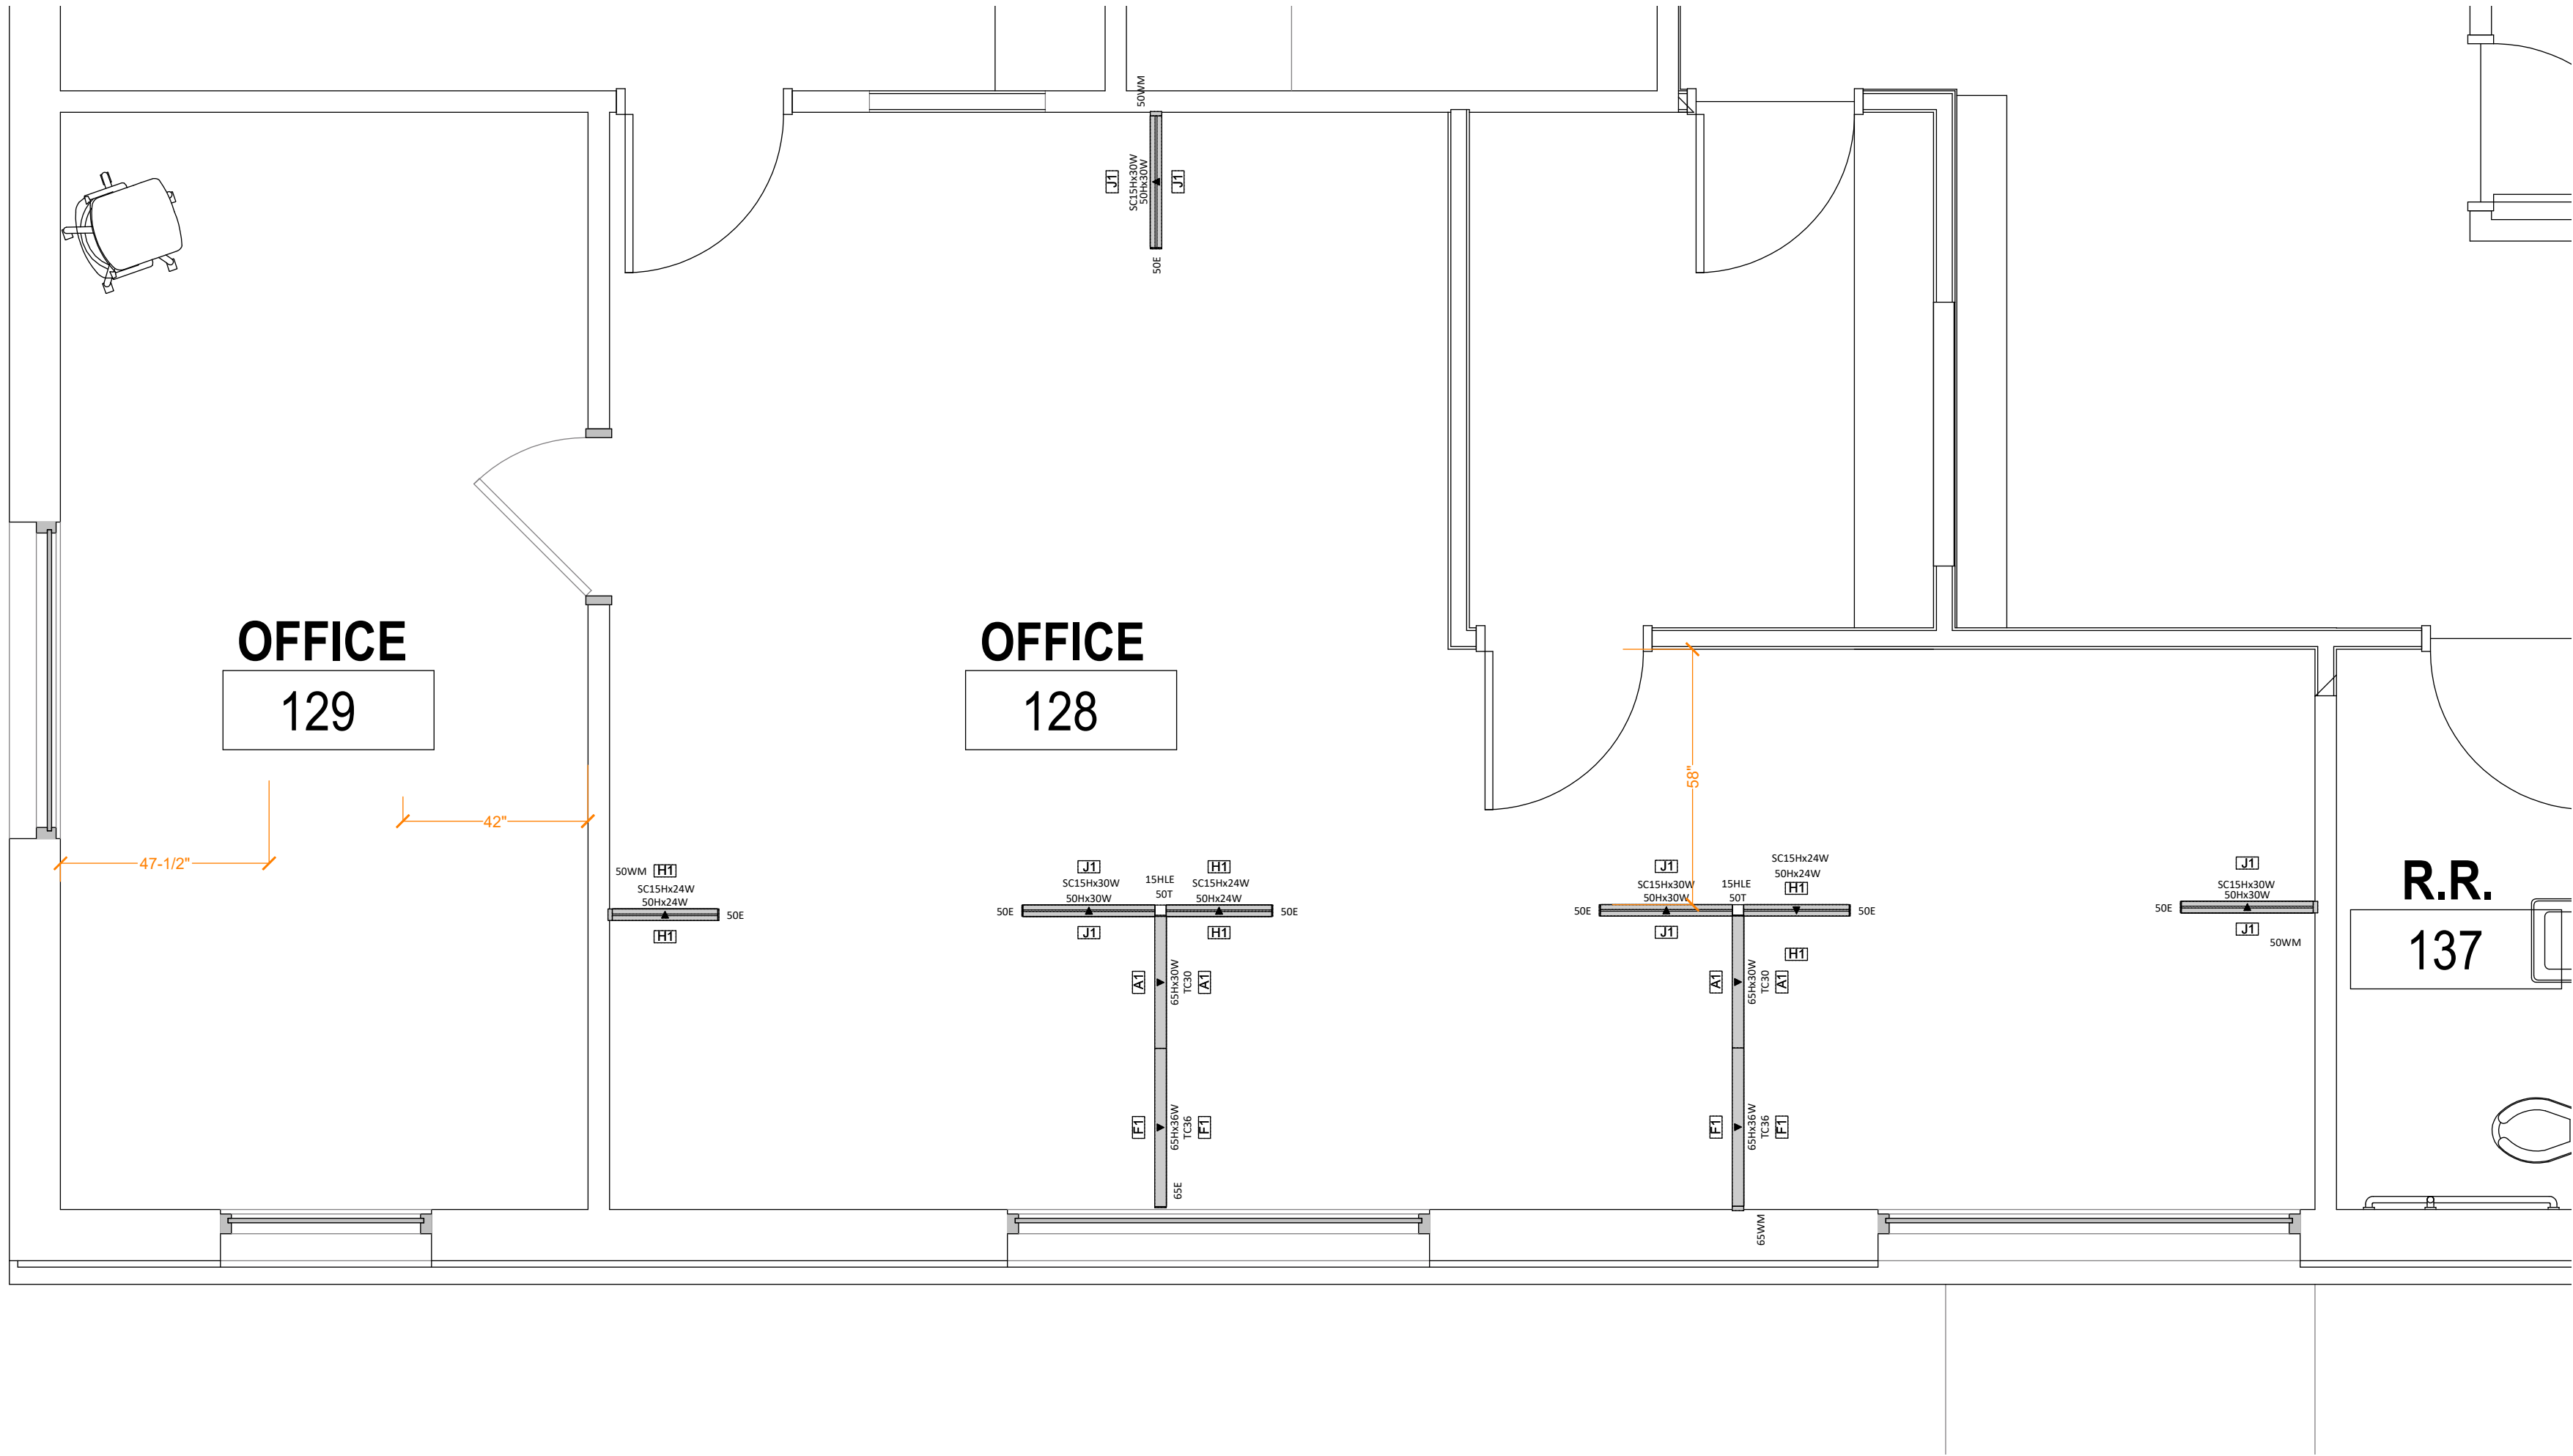 50WM
J1
SC15Hx30W
50Hx30W
J1
50E
OFFICE
129
OFFICE
128
58"
42"
47-1/2"
50WM
H1
SC15Hx24W
50Hx24W
50E
H1
J1
SC15Hx30W
50Hx30W
50E
J1
15HLE
50T
H1
SC15Hx24W
50Hx24W
50E
H1
A1
65Hx30W
TC30
A1
F1
65Hx36W
TC36
F1
65E
J1
SC15Hx30W
50Hx30W
50E
J1
15HLE
50T
SC15Hx24W
50Hx24W
H1
50E
H1
A1
65Hx30W
TC30
A1
F1
65Hx36W
TC36
F1
65WM
J1
SC15Hx30W
50Hx30W
50E
J1
50WM
R.R.
137